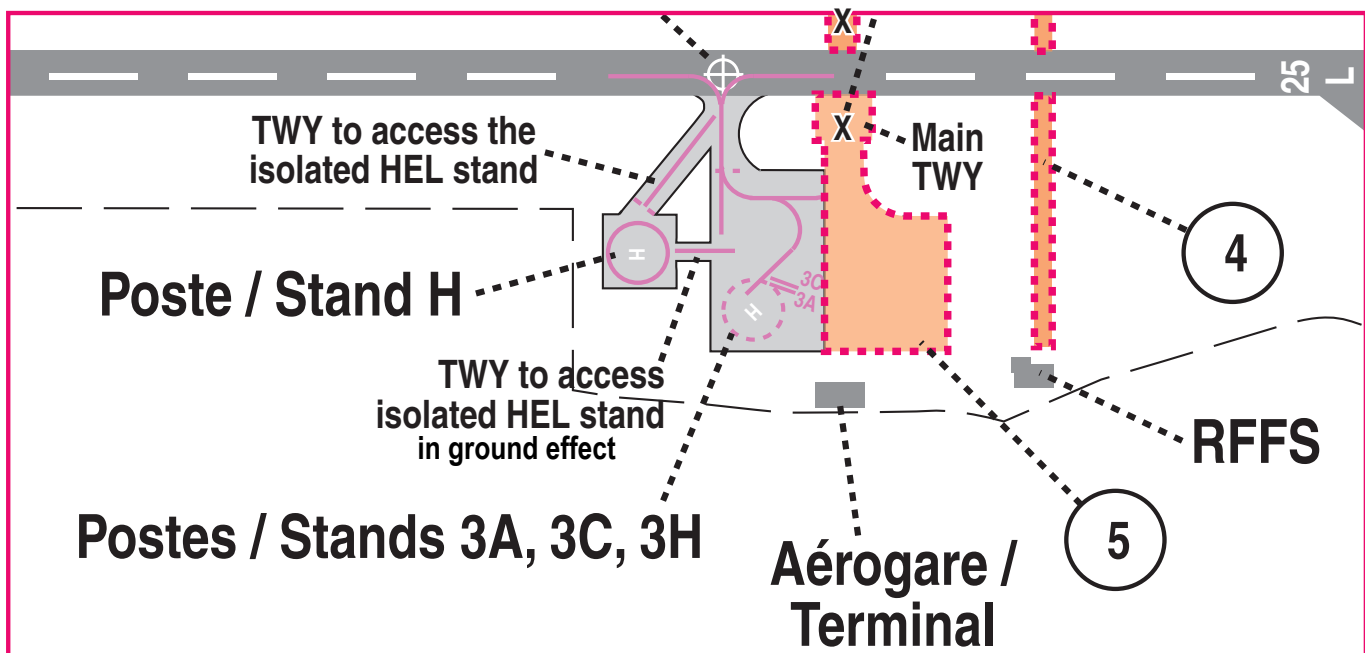 X
25
L
TWY to access the
isolated HEL stand
X
Main
TWY
4
H
Poste / Stand H
3C
3A
H
TWY to access
isolated HEL stand
in ground effect
RFFS
Postes / Stands 3A, 3C, 3H
5
Aérogare /
Terminal